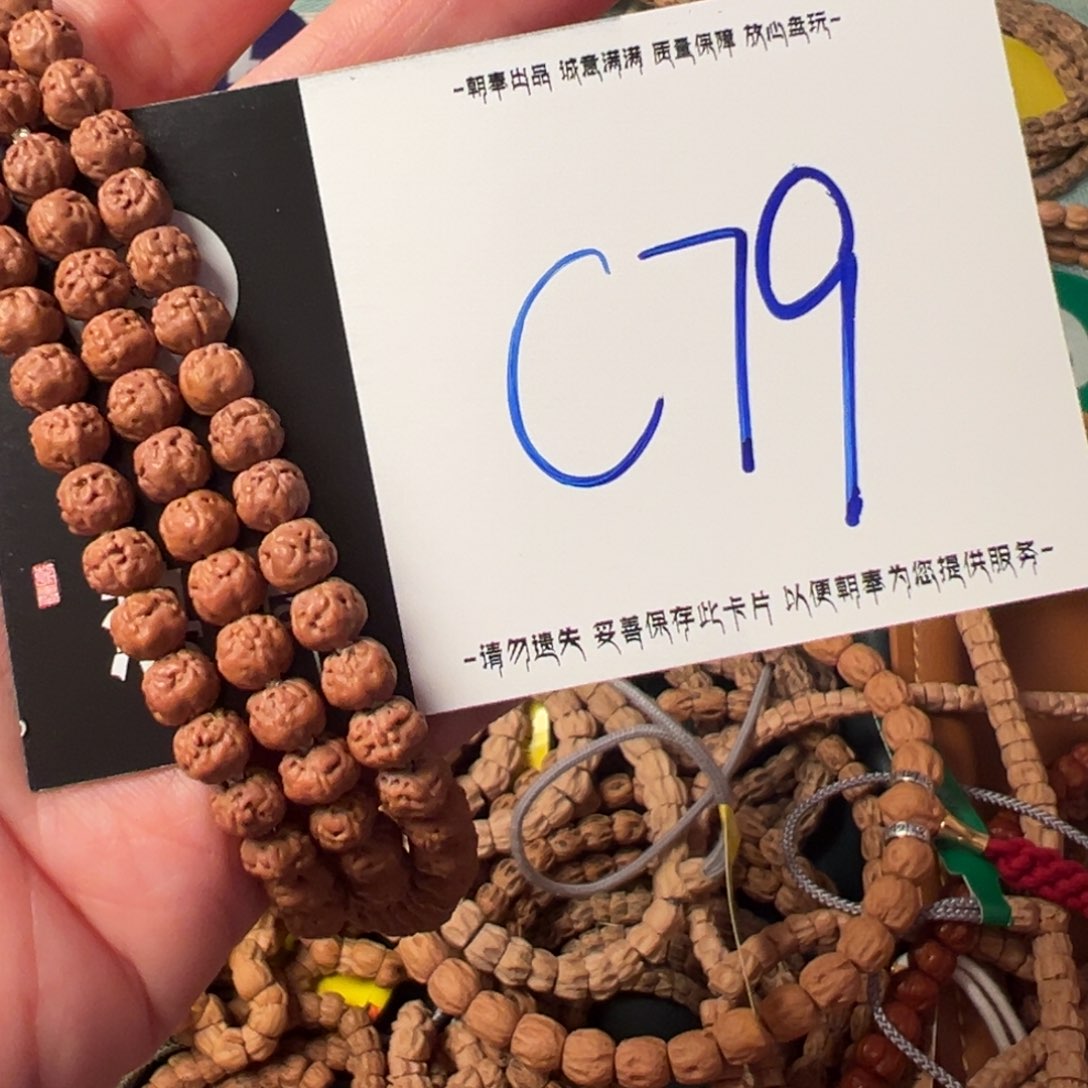 -朝奉出品 诚意满满 质量保障 放心盘玩-
C79
-请勿遗失 妥善保存此卡片 以便朝奉为您提供服务-